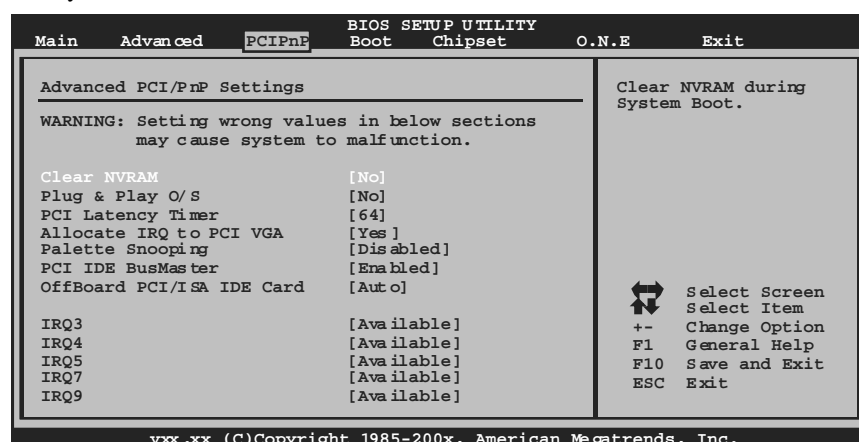 BIOS SETUP UTILITY
Main Advanced PCIPnP Boot Chipset O.N.E Exit
Advanced PCI/PnP Settings
WARNING: Setting wrong values in below sections
may cause system to malfunction.
Clear NVRAM [No]
Plug & Play O/S [No]
PCI Latency Timer [64]
Allocate IRQ to PCI VGA [Yes]
Palette Snooping [Disabled]
PCI IDE BusMaster [Enabled]
OffBoard PCI/ISA IDE Card [Auto]
IRQ3 [Available]
IRQ4 [Available]
IRQ5 [Available]
IRQ7 [Available]
IRQ9 [Available]
Clear NVRAM during
System Boot.
Select Screen
Select Item
+- Change Option
F1 General Help
F10 Save and Exit
ESC Exit
vxx.xx (C)Copyright 1985-200x, American Megatrends, Inc.